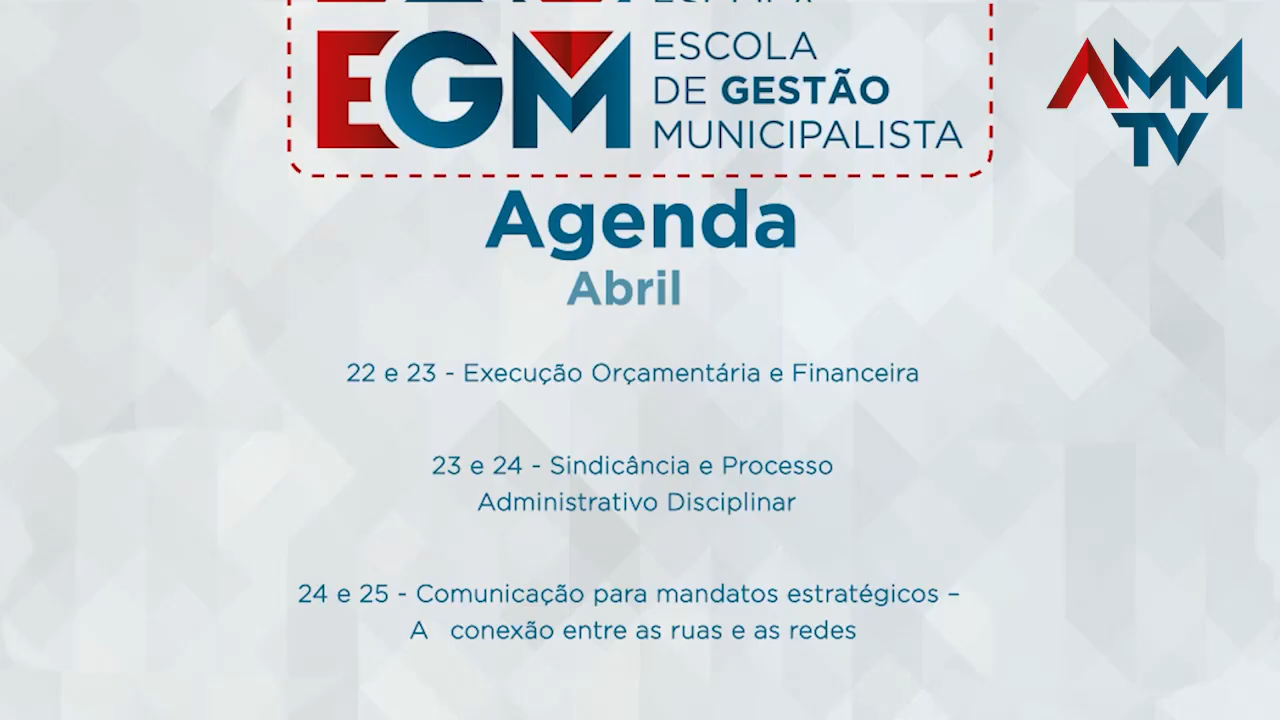 EGM
ESCOLA
DE GESTÃO
MUNICIPALISTA
AMM
TV
Agenda
Abril
22 e 23 - Execução Orçamentária e Financeira
23 e 24 - Sindicância e Processo
Administrativo Disciplinar
24 e 25 - Comunicação para mandatos estratégicos –
A conexão entre as ruas e as redes